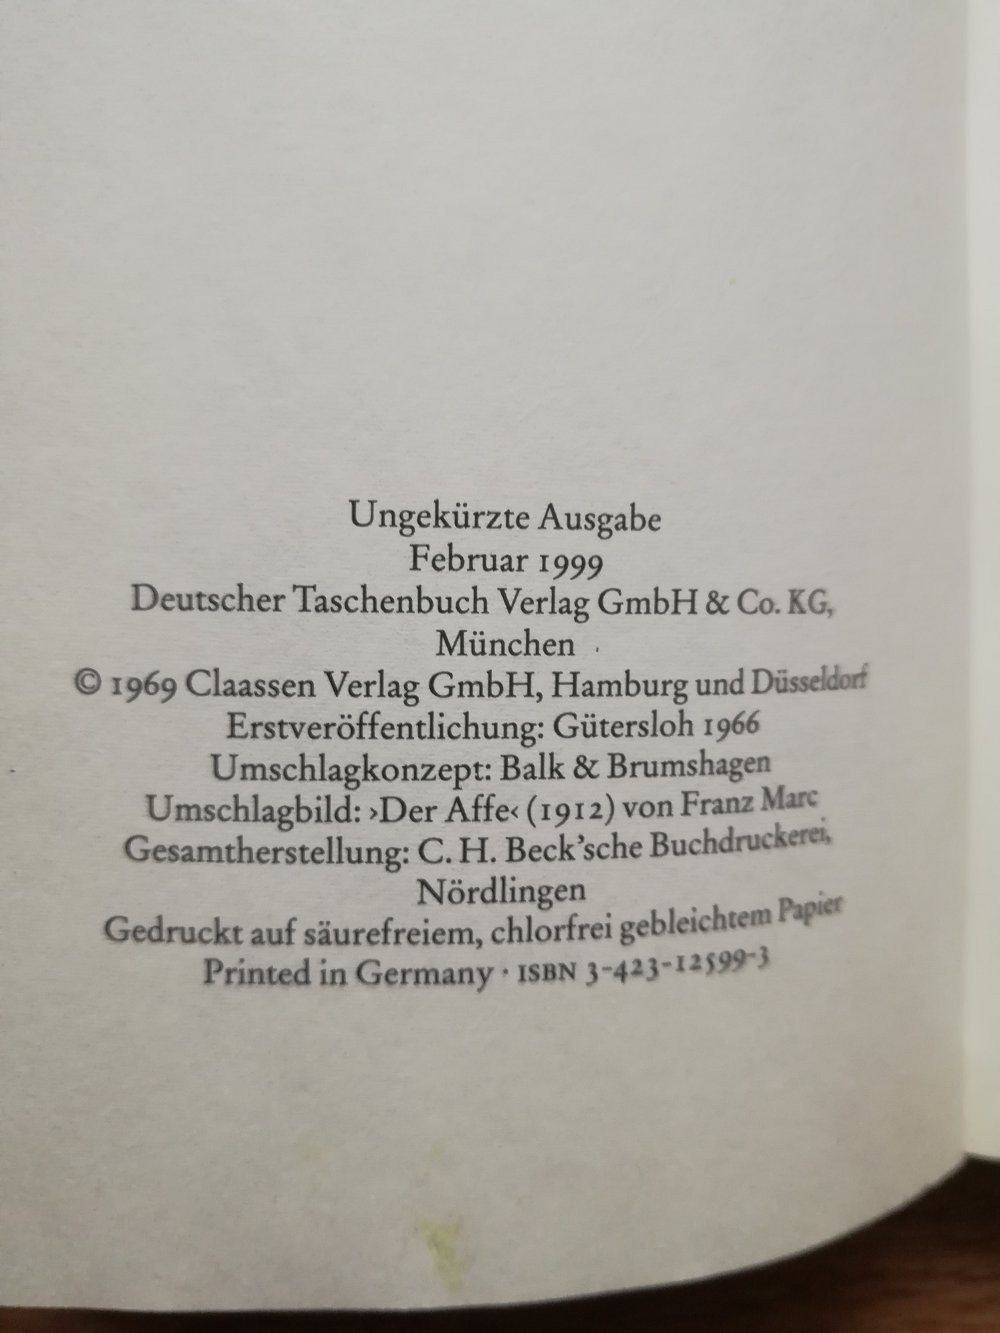 Ungekürzte Ausgabe
Februar 1999
Deutscher Taschenbuch Verlag GmbH & Co. KG,
München
© 1969 Claassen Verlag GmbH, Hamburg und Düsseldorf
Erstveröffentlichung: Gütersloh 1966
Umschlagkonzept: Balk & Brumshagen
Umschlagbild: ›Der Affe‹ (1912) von Franz Marc
Gesamtherstellung: C. H. Beck’sche Buchdruckerei,
Nördlingen
Gedruckt auf säurefreiem, chlorfrei gebleichtem Papier
Printed in Germany · ISBN 3-423-12599-3